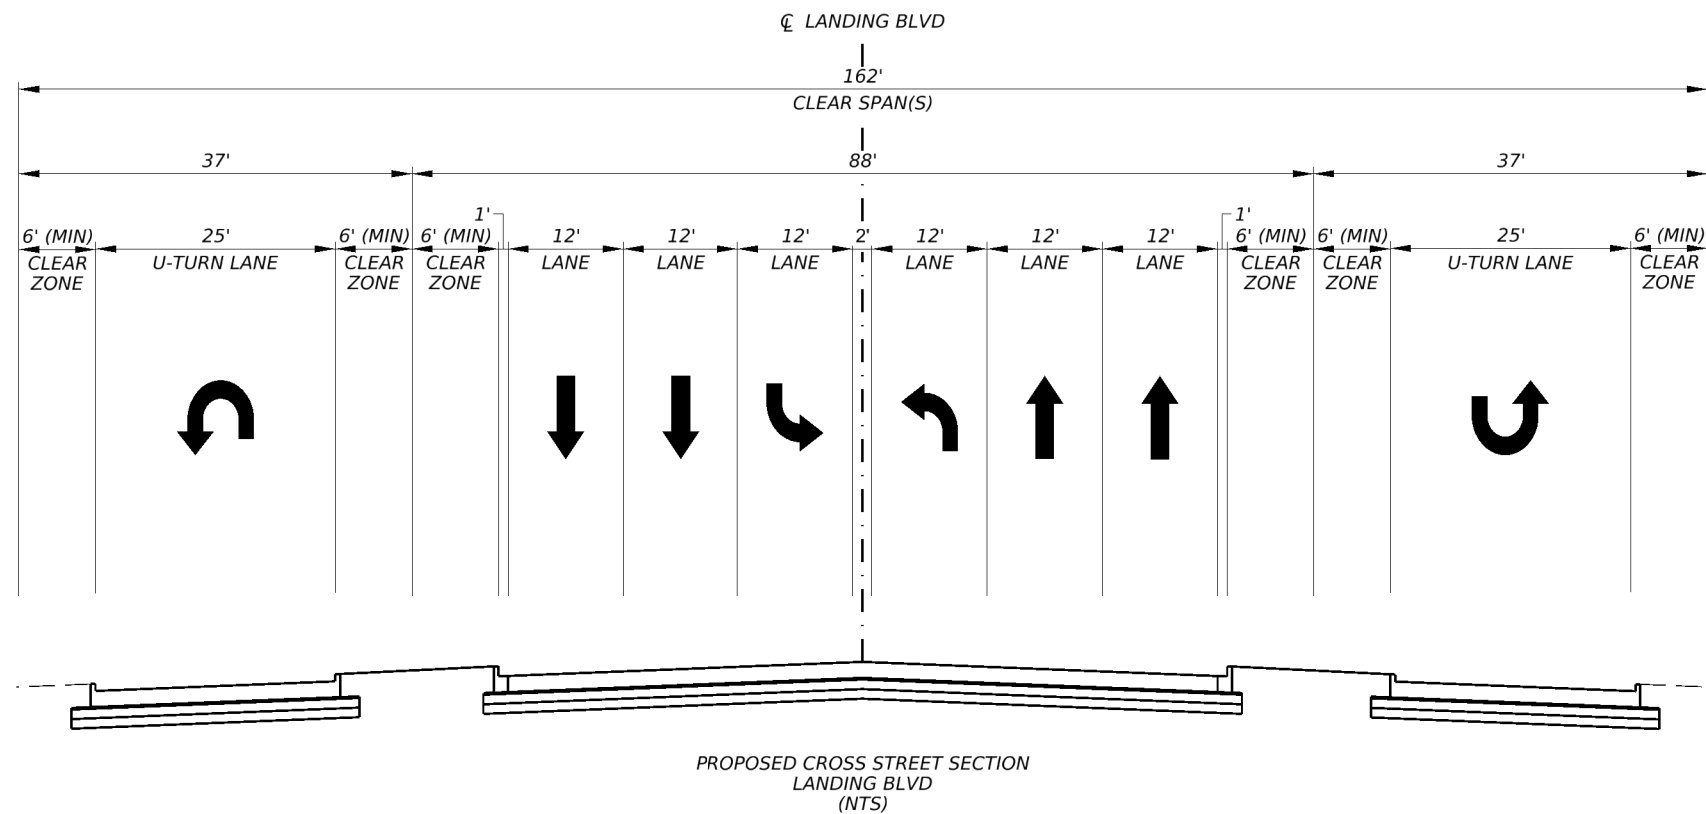 ℄ LANDING BLVD
162'
CLEAR SPAN(S)
37' 88' 37'
1' 1'
6' (MIN) 25' 6' (MIN) 6' (MIN) 12' 12' 12' 2' 12' 12' 12' 6' (MIN) 6' (MIN) 25' 6' (MIN)
CLEAR U-TURN LANE CLEAR CLEAR LANE LANE LANE LANE LANE LANE CLEAR CLEAR U-TURN LANE CLEAR
ZONE ZONE ZONE ZONE ZONE ZONE
PROPOSED CROSS STREET SECTION
LANDING BLVD
(NTS)